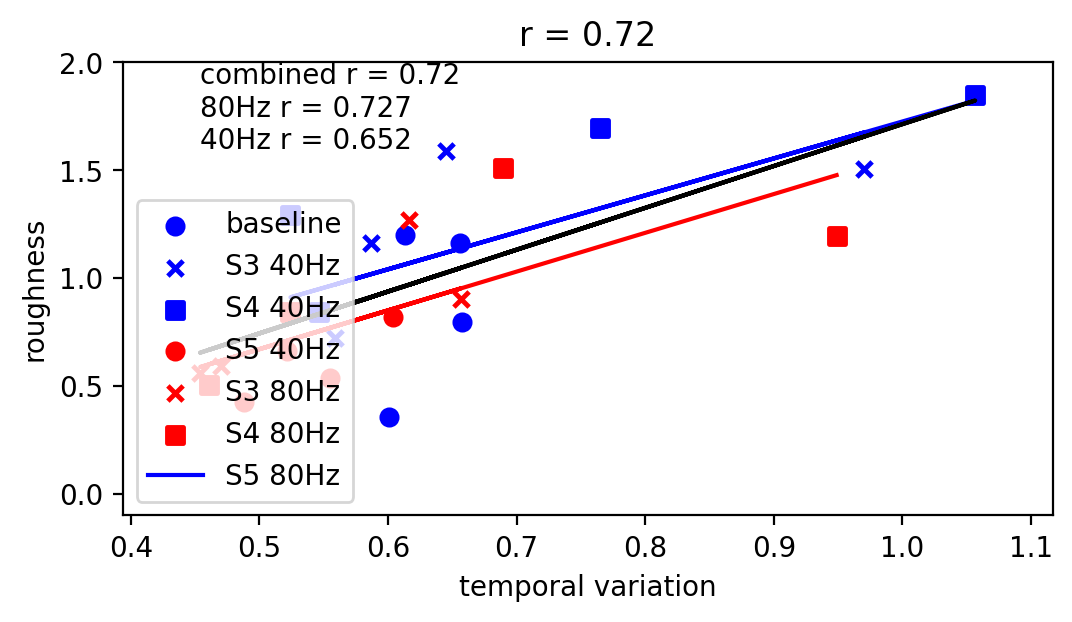 r = 0.72
combined r = 0.72
80Hz r = 0.727
40Hz r = 0.652
baseline
S3 40Hz
S4 40Hz
S5 40Hz
S3 80Hz
S4 80Hz
S5 80Hz
roughness
2.0
1.5
1.0
0.5
0.0
0.4 0.5 0.6 0.7 0.8 0.9 1.0 1.1
temporal variation